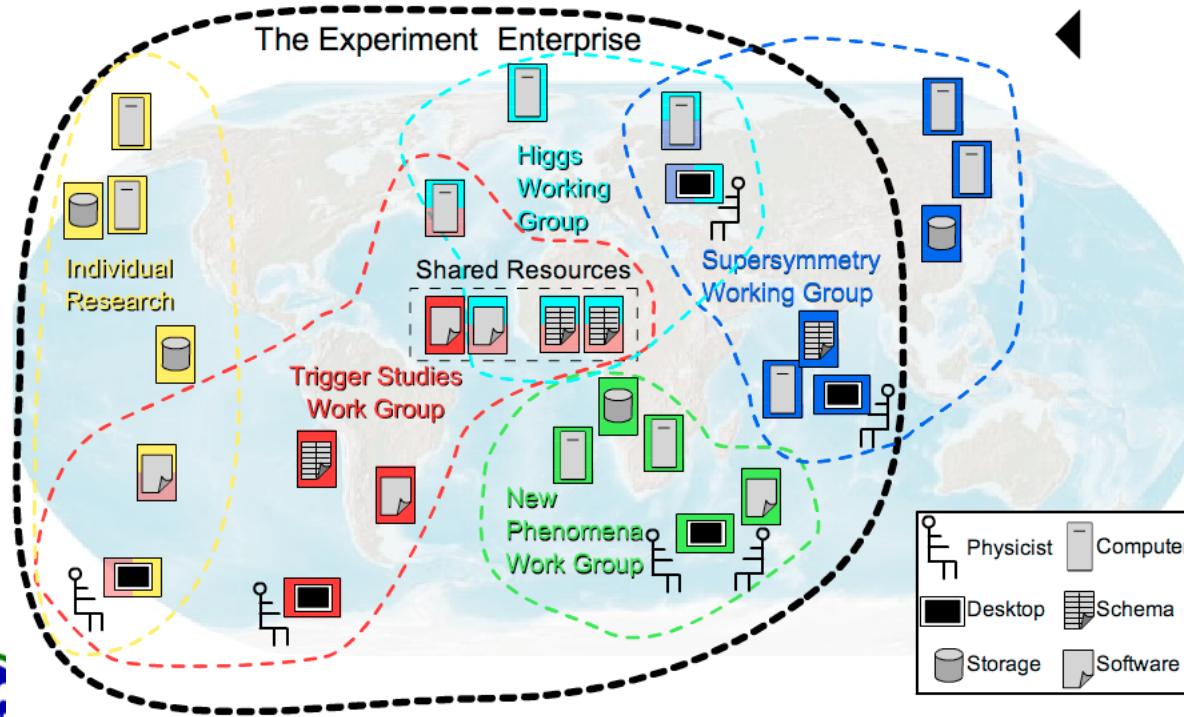 The Experiment Enterprise
Higgs
Working
Group
Individual
Research
Shared Resources
Supersymmetry
Working Group
Trigger Studies
Work Group
New
Phenomena
Work Group
Physicist
Computer
Desktop
Schema
Storage
Software